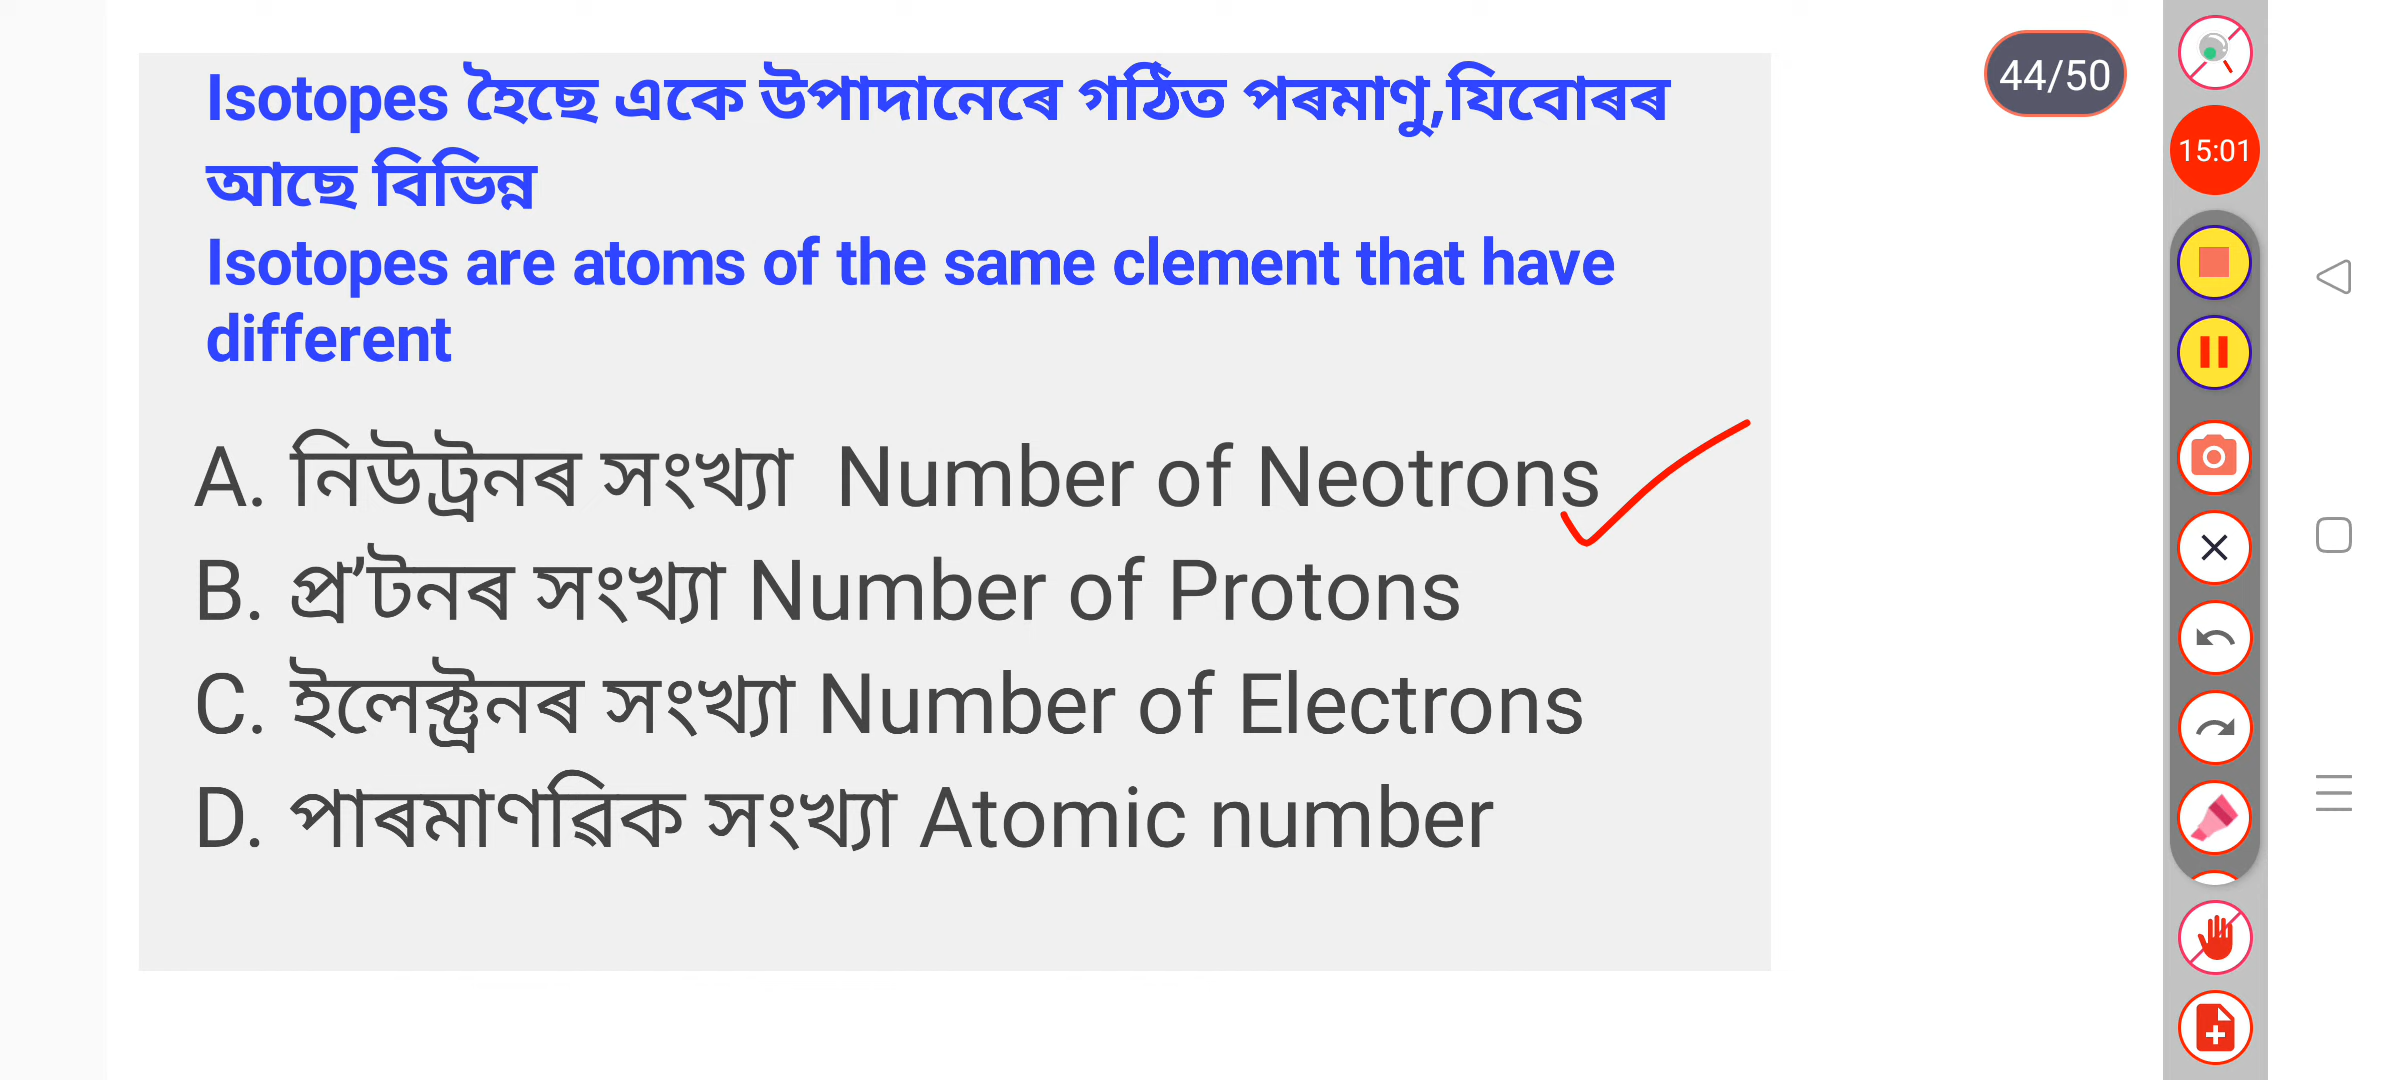 Isotopes হৈছে একে উপাদানেৰে গঠিত পৰমাণু,যিবোৰৰ
আছে বিভিন্ন
Isotopes are atoms of the same clement that have
different
A. নিউট্ৰনৰ সংখ্যা Number of Neotrons
B. প্ৰ’টনৰ সংখ্যা Number of Protons
C. ইলেক্ট্ৰনৰ সংখ্যা Number of Electrons
D. পাৰমাণৱিক সংখ্যা Atomic number
44/50
15:01